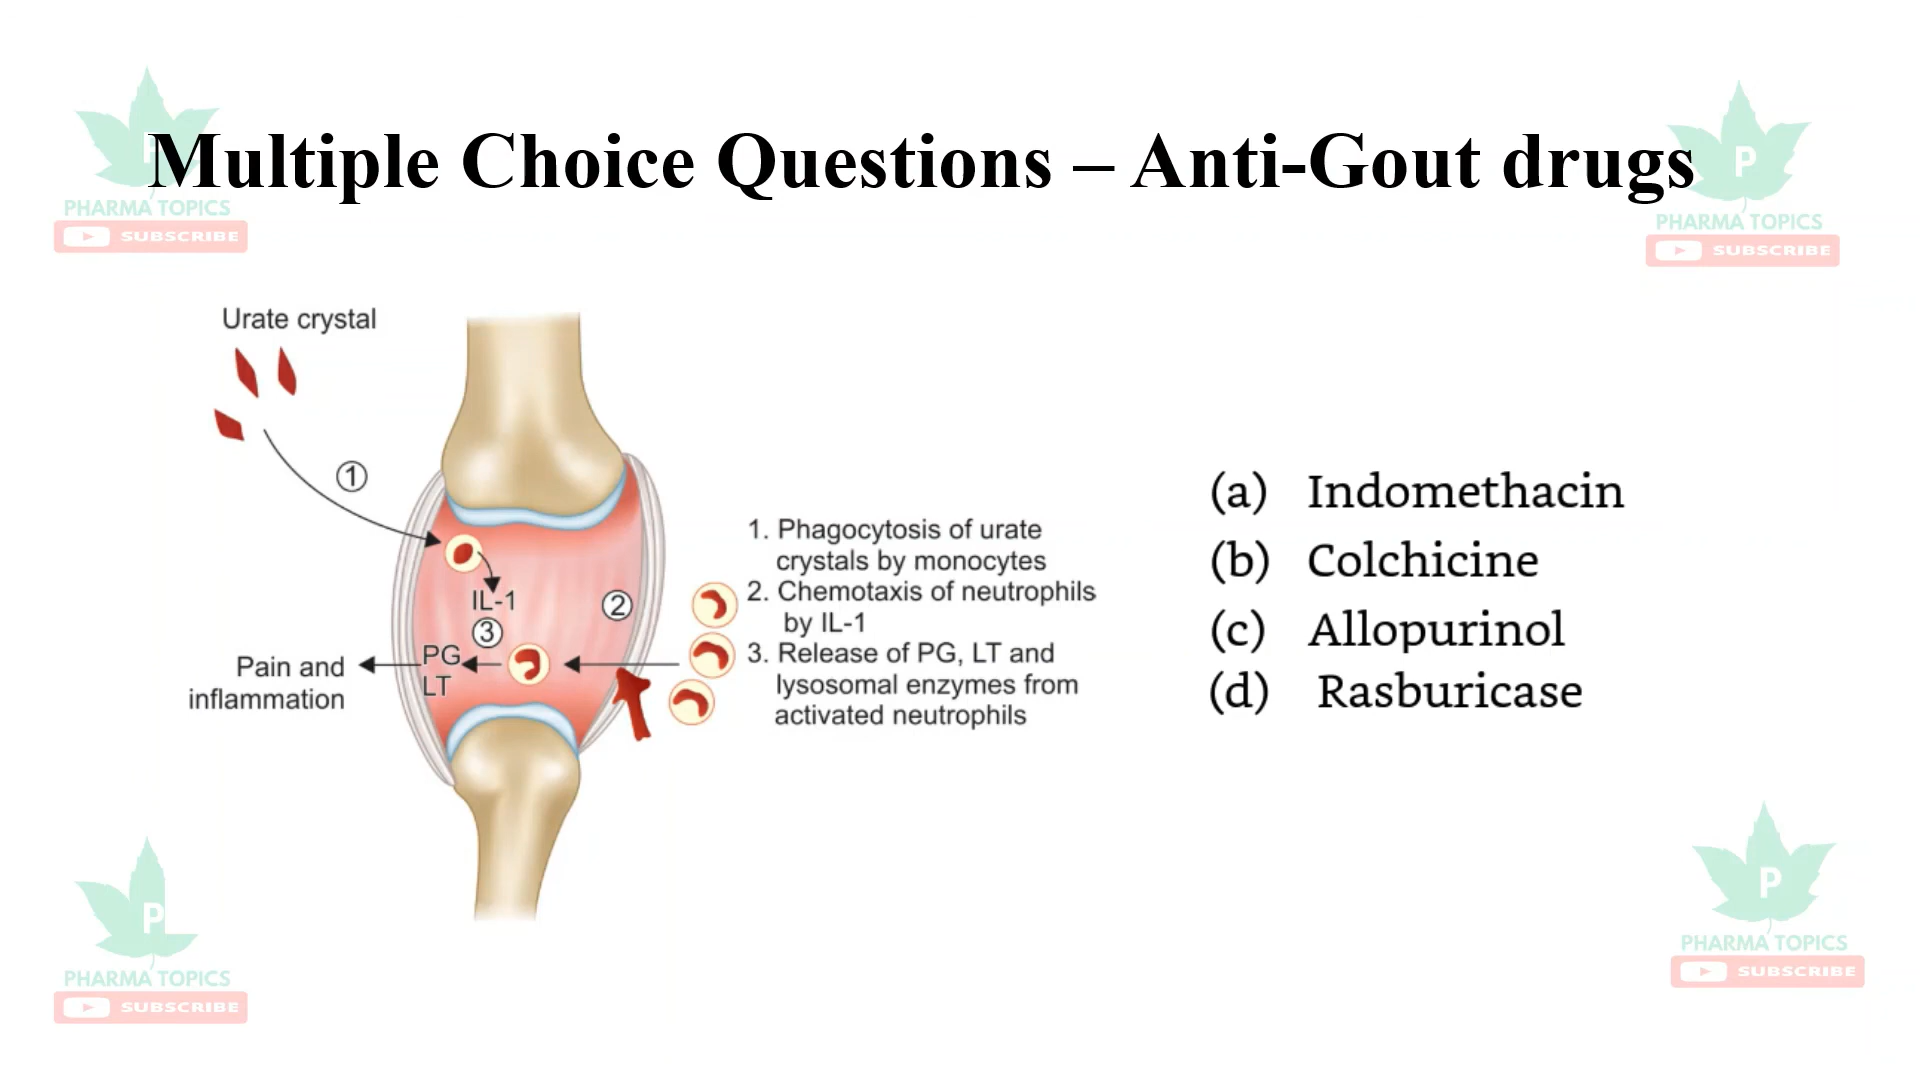 Multiple Choice Questions – Anti-Gout drugs
P
PHARMA TOPICS
SUBSCRIBE
P
PHARMA TOPICS
SUBSCRIBE
Urate crystal
1
IL-1
2
3
PG
LT
Pain and
inflammation
1. Phagocytosis of urate
crystals by monocytes
2. Chemotaxis of neutrophils
by IL-1
3. Release of PG, LT and
lysosomal enzymes from
activated neutrophils
(a) Indomethacin
(b) Colchicine
(c) Allopurinol
(d) Rasburicase
P
PHARMA TOPICS
SUBSCRIBE
P
PHARMA TOPICS
SUBSCRIBE